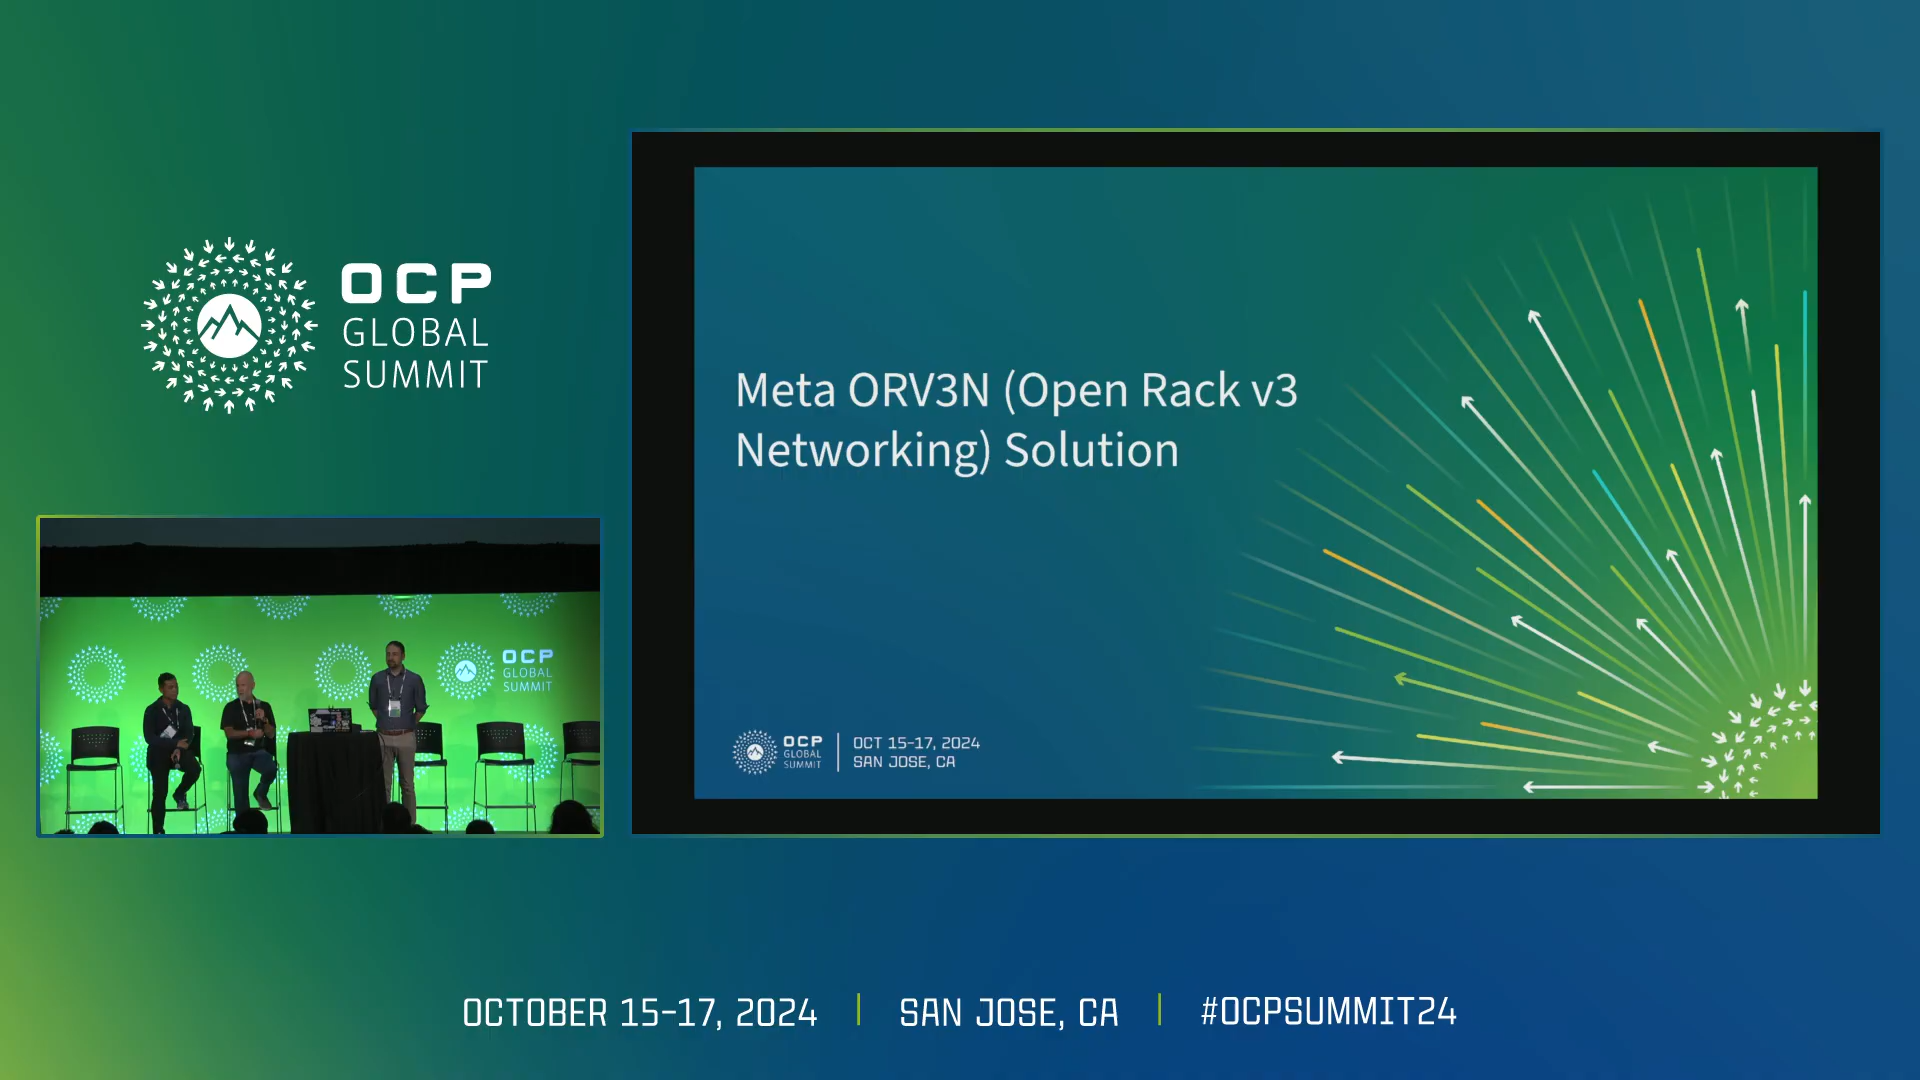 OCP
GLOBAL
SUMMIT
Meta ORV3N (Open Rack v3
Networking) Solution
OCP
GLOBAL
SUMMIT
OCT 15-17, 2024
SAN JOSE, CA
OCP
GLOBAL
SUMMIT
OCTOBER 15-17, 2024
SAN JOSE, CA
#OCPSUMMIT24